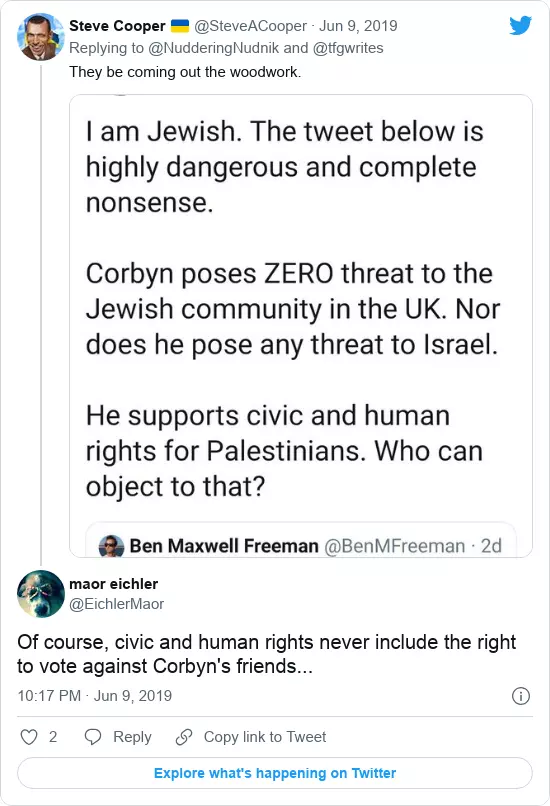 Steve Cooper @SteveACooper · Jun 9, 2019
Replying to @NudderingNudnik and @tfgwrites
They be coming out the woodwork.
I am Jewish. The tweet below is
highly dangerous and complete
nonsense.
Corbyn poses ZERO threat to the
Jewish community in the UK. Nor
does he pose any threat to Israel.
He supports civic and human
rights for Palestinians. Who can
object to that?
Ben Maxwell Freeman @BenMFreeman · 2d
maor eichler
@EichlerMaor
Of course, civic and human rights never include the right
to vote against Corbyn's friends...
10:17 PM · Jun 9, 2019
2 Reply Copy link to Tweet
Explore what's happening on Twitter